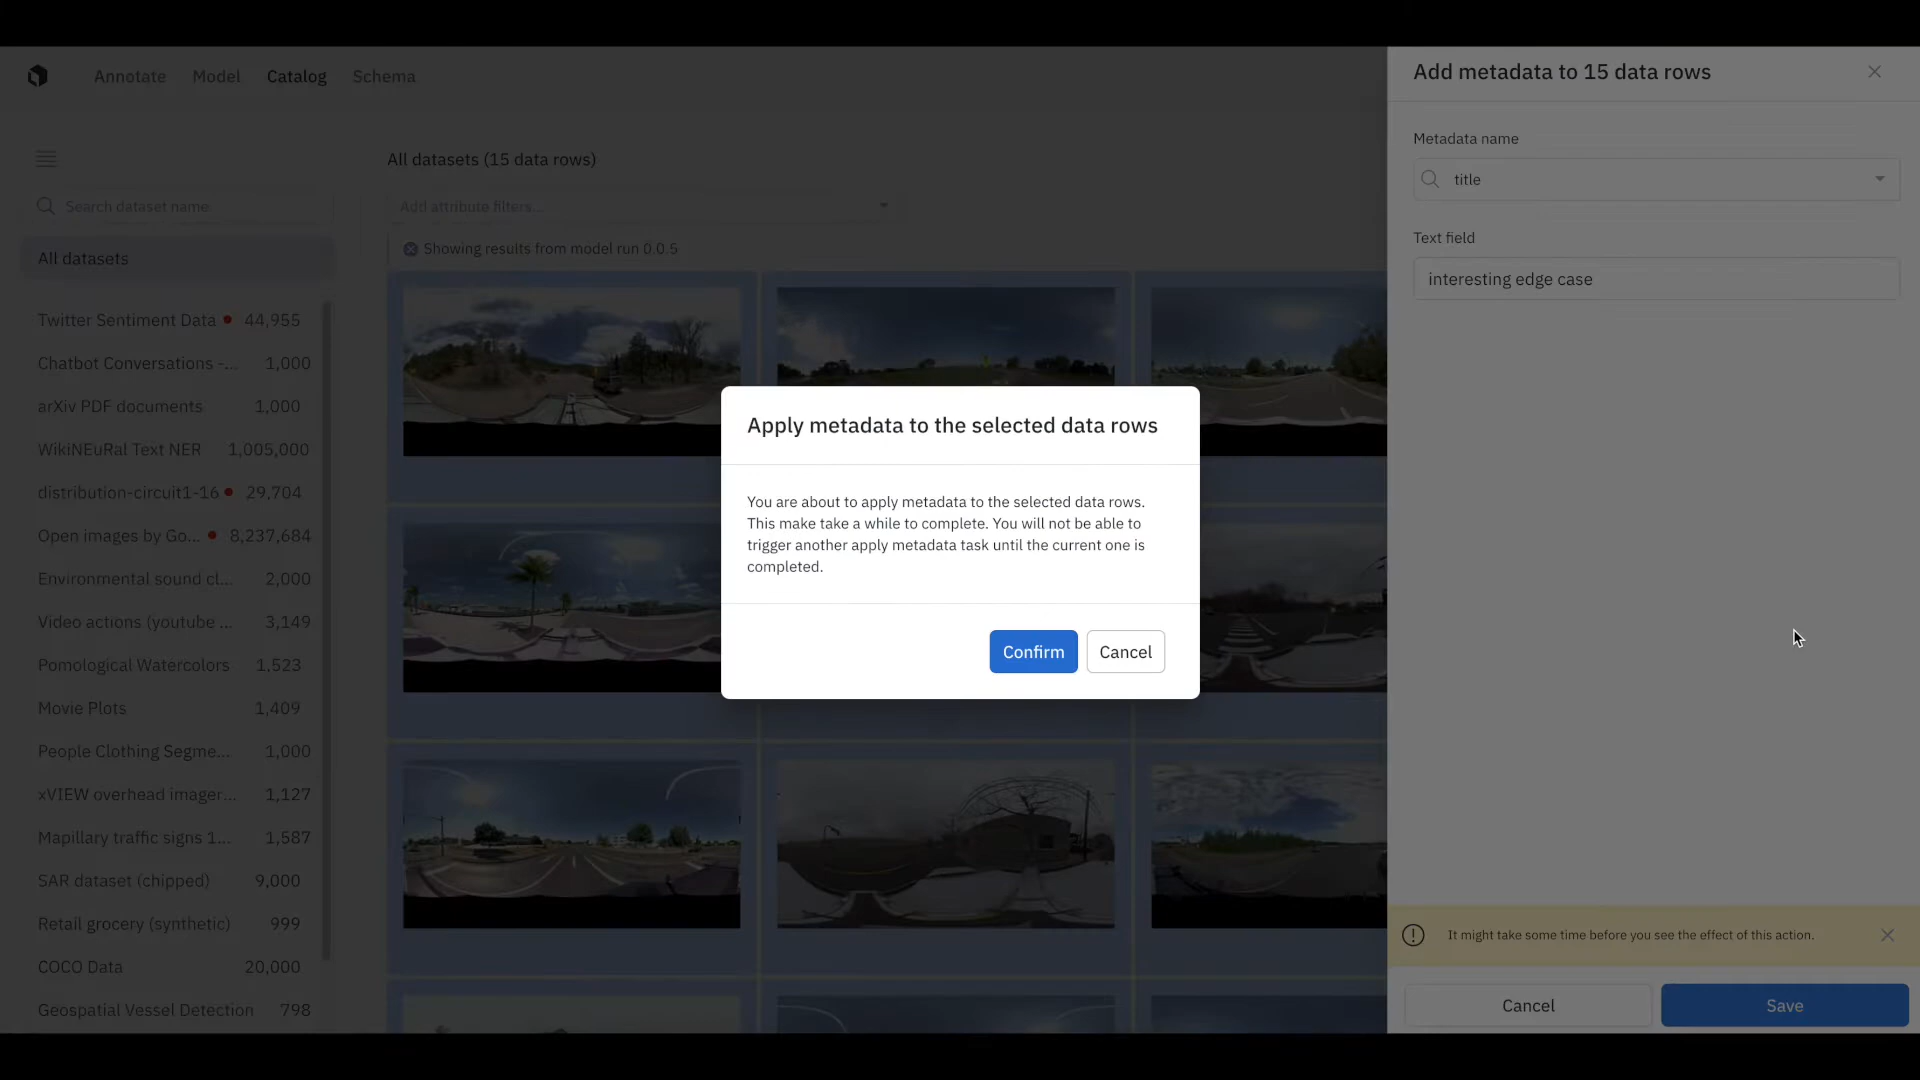 Annotate Model Catalog Schema
Add metadata to 15 data rows
Metadata name
title
Text field
interesting edge case
All datasets (15 data rows)
Search dataset name
Add attribute filters...
Showing results from model run 0.0.5
All datasets
Twitter Sentiment Data 44,955
Chatbot Conversations -... 1,000
arXiv PDF documents 1,000
WikiNEuRal Text NER 1,005,000
distribution-circuit1-16 29,704
Open images by Go... 8,237,684
Environmental sound cl... 2,000
Video actions (youtube ... 3,149
Pomological Watercolors 1,523
Movie Plots 1,409
People Clothing Segme... 1,000
xVIEW overhead imager... 1,127
Mapillary traffic signs 1... 1,587
SAR dataset (chipped) 9,000
Retail grocery (synthetic) 999
COCO Data 20,000
Geospatial Vessel Detection 798
Apply metadata to the selected data rows
You are about to apply metadata to the selected data rows.
This make take a while to complete. You will not be able to
trigger another apply metadata task until the current one is
completed.
Confirm Cancel
It might take some time before you see the effect of this action.
Cancel Save